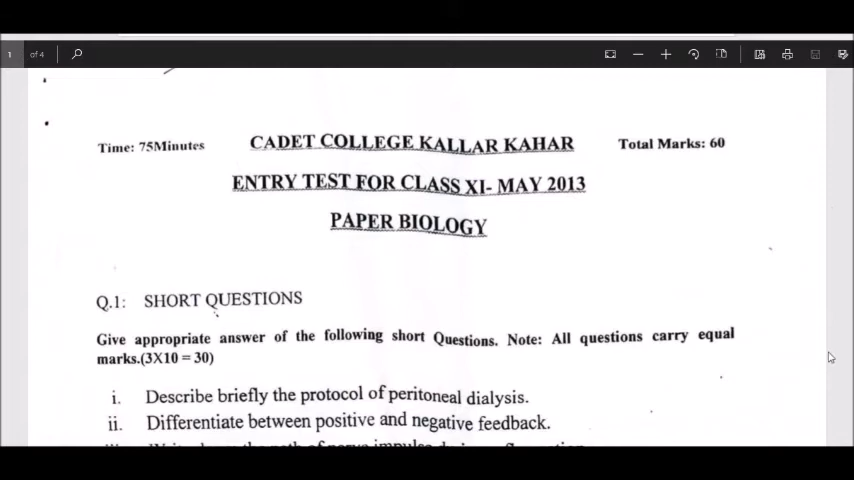 1 of 4
Time: 75Minutes CADET COLLEGE KALLAR KAHAR Total Marks: 60
ENTRY TEST FOR CLASS XI- MAY 2013
PAPER BIOLOGY
Q.1: SHORT QUESTIONS
Give appropriate answer of the following short Questions. Note: All questions carry equal
marks.(3X10 = 30)
i. Describe briefly the protocol of peritoneal dialysis.
ii. Differentiate between positive and negative feedback.